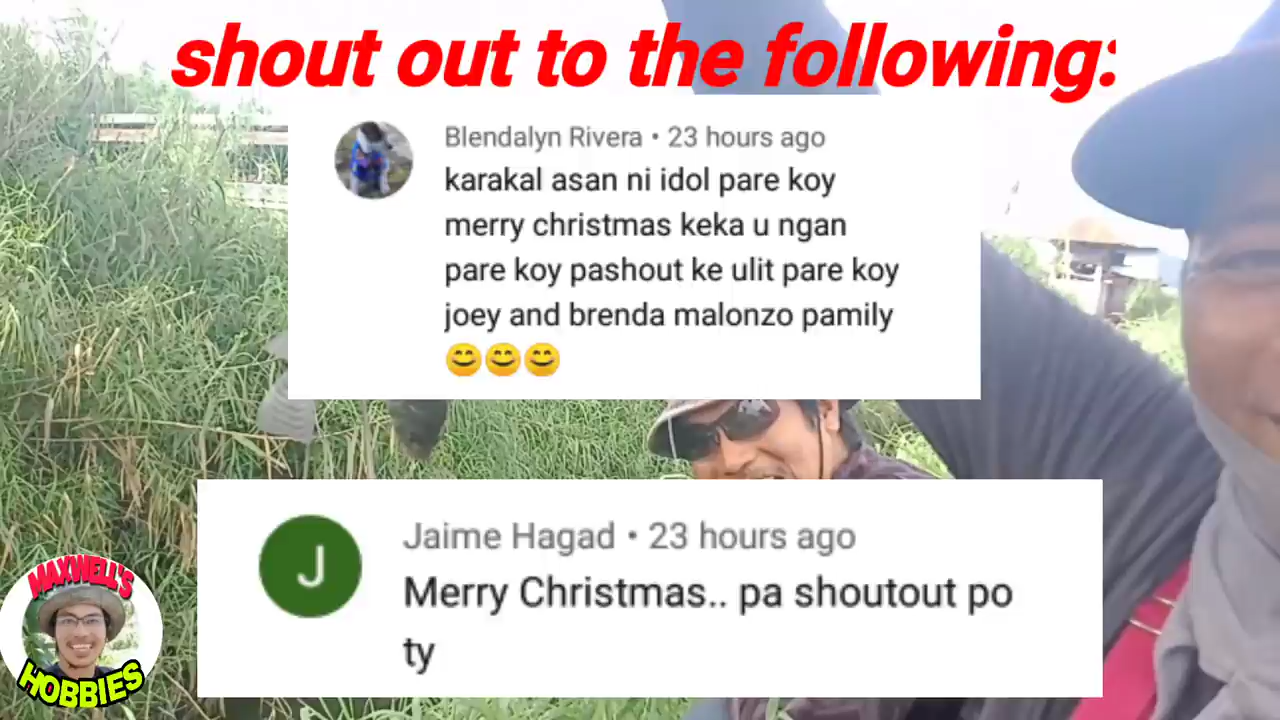 shout out to the following:
Blendalyn Rivera • 23 hours ago
karakal asan ni idol pare koy
merry christmas keka u ngan
pare koy pashout ke ulit pare koy
joey and brenda malonzo pamily
😊😊😊
J
Jaime Hagad • 23 hours ago
Merry Christmas.. pa shoutout po
ty
MAXWELL'S
HOBBIES